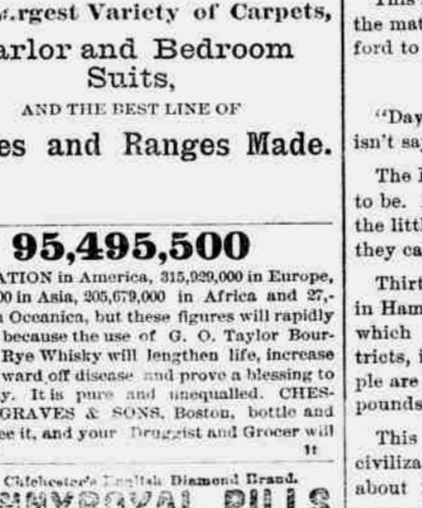 argest Variety of Carpets,
arlor and Bedroom
Suits,
AND THE BEST LINE OF
es and Ranges Made.
95,495,500
ATION in America, 315,929,000 in Europe,
00 in Asia, 205,679,000 in Africa and 27,-
Oceanica, but these figures will rapidly
because the use of G. O. Taylor Bour-
Rye Whisky will lengthen life, increase
ward off disease and prove a blessing to
y. It is pure and unequalled. CHES-
GRAVES & SONS, Boston, bottle and
ee it, and your Druggist and Grocer will
1t
Chichester's English Diamond Brand.
NNYROYAL PILLS
the mat
ford to
"Day
isn't say
The
to be.
the littl
they ca
Thirt
in Ham
which
tricts, i
ple are
pounds
This
civiliza
about